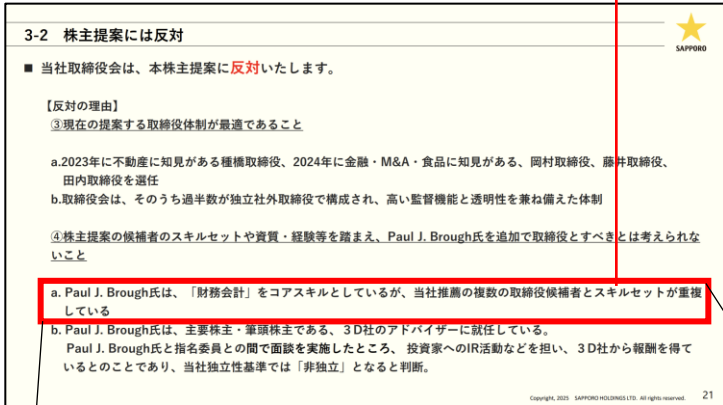 3-2 株主提案には反対
SAPPORO
■ 当社取締役会は、本株主提案に反対いたします。
【反対の理由】
③現在の提案する取締役体制が最適であること
a.2023年に不動産に知見がある種橋取締役、2024年に金融・M&A・食品に知見がある、岡村取締役、藤井取締役、
田内取締役を選任
b.取締役会は、そのうち過半数が独立社外取締役で構成され、高い監督機能と透明性を兼ね備えた体制
④株主提案の候補者のスキルセットや資質・経験等を踏まえ、Paul J. Brough氏を追加で取締役とすべきとは考えられな
いこと
a. Paul J. Brough氏は、「財務会計」をコアスキルとしているが、当社推薦の複数の取締役候補者とスキルセットが重複
している
b. Paul J. Brough氏は、主要株主・筆頭株主である、３D社のアドバイザーに就任している。
Paul J. Brough氏と指名委員との間で面談を実施したところ、 投資家へのIR活動などを担い、３D社から報酬を得て
いるとのことであり、当社独立性基準では「非独立」となると判断。
Copyright, 2025 SAPPORO HOLDINGS LTD. All rights reserved.
21